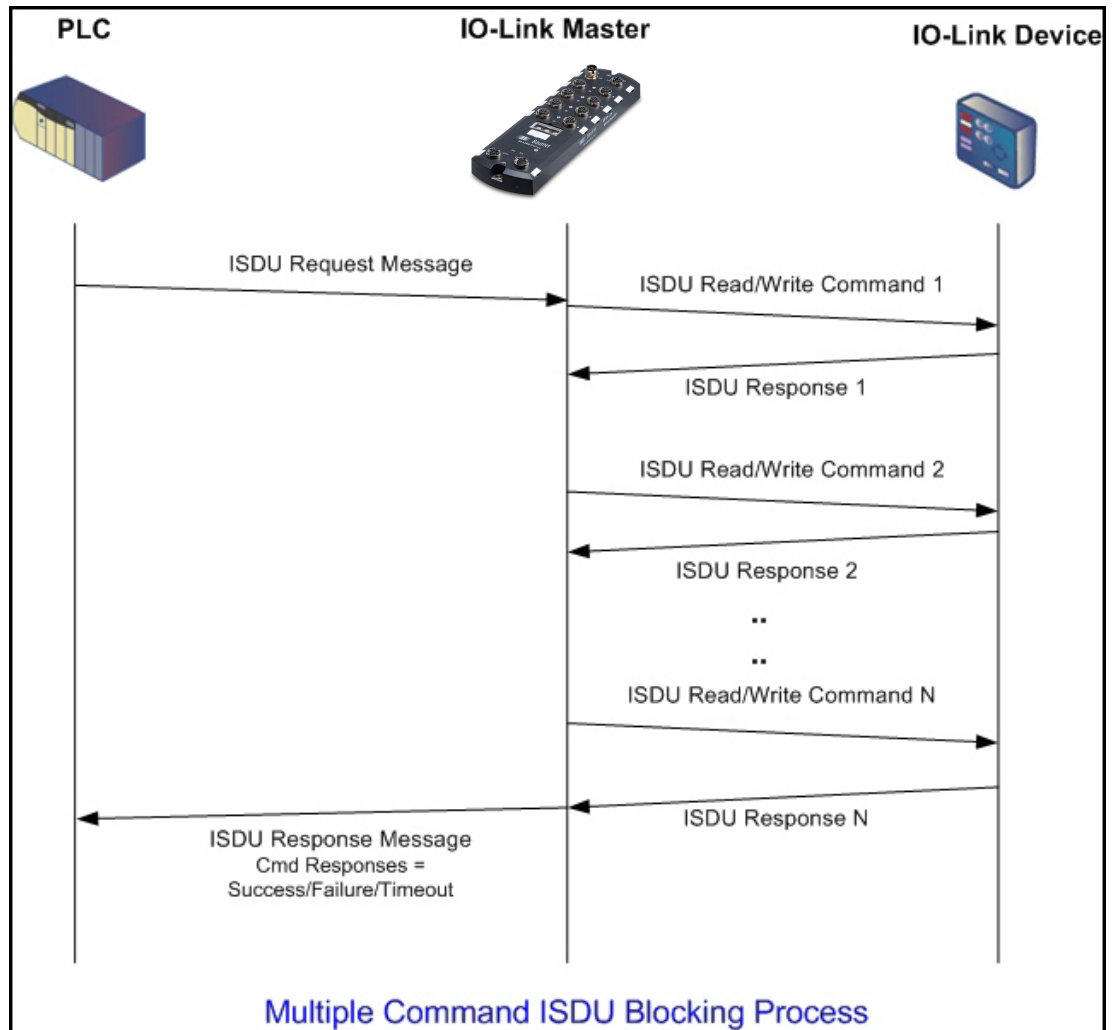 PLC
IO-Link Master
IO-Link Device
ISDU Request Message
ISDU Read/Write Command 1
ISDU Response 1
ISDU Read/Write Command 2
ISDU Response 2
..
..
ISDU Read/Write Command N
ISDU Response N
ISDU Response Message
Cmd Responses =
Success/Failure/Timeout
Multiple Command ISDU Blocking Process